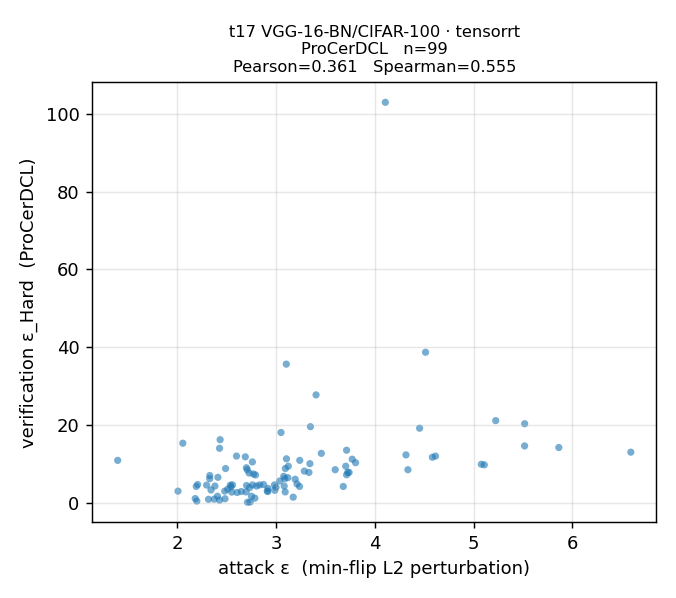 t17 VGG-16-BN/CIFAR-100 · tensorrt
ProCerDCL   n=99
Pearson=0.361   Spearman=0.555
100
80
60
40
20
0
verification ε_Hard  (ProCerDCL)
2
3
4
5
6
attack ε  (min-flip L2 perturbation)